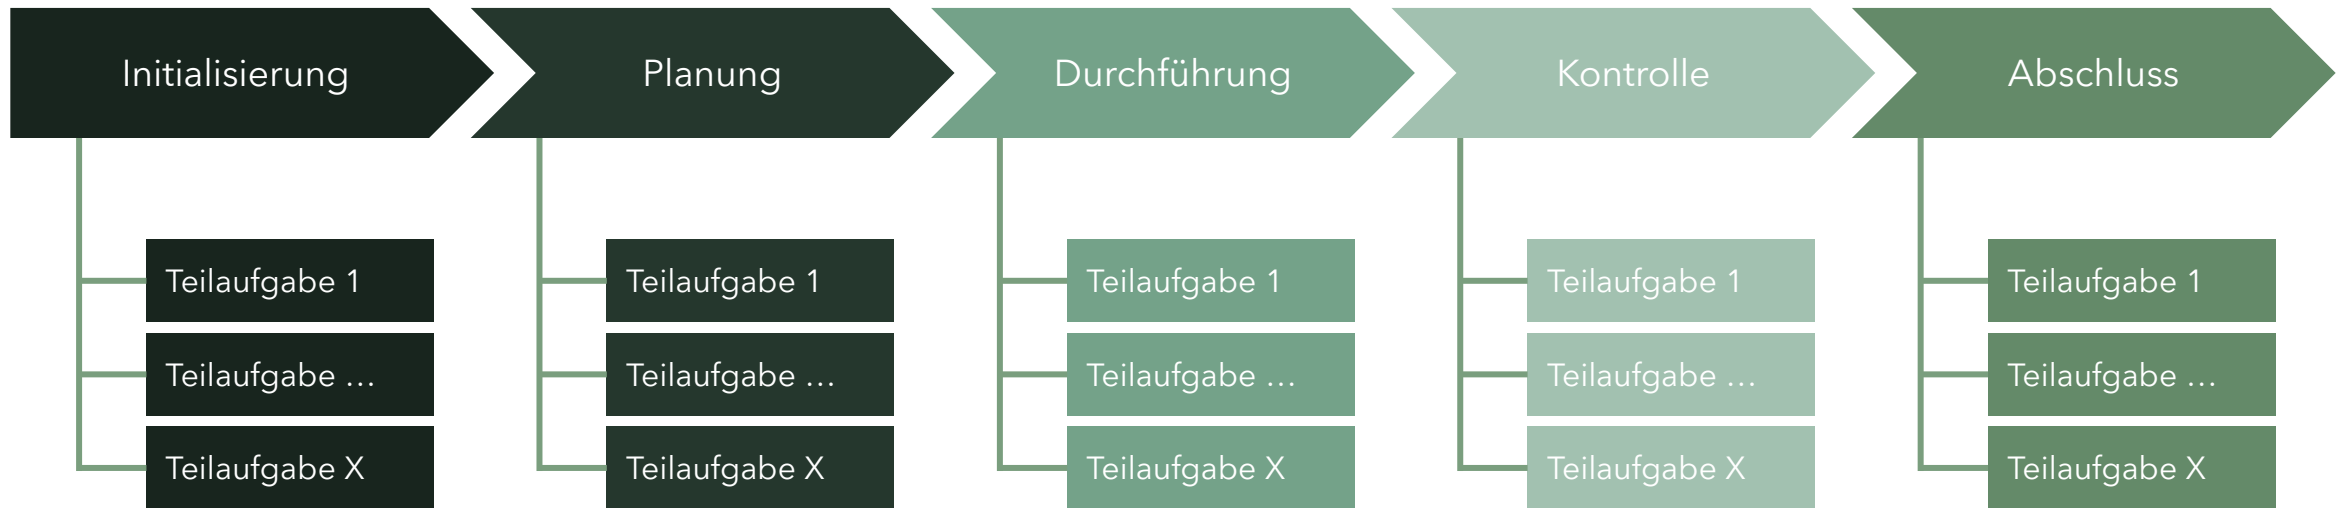 Initialisierung
Planung
Durchführung
Kontrolle
Abschluss
Teilaufgabe 1
Teilaufgabe …
Teilaufgabe X
Teilaufgabe 1
Teilaufgabe …
Teilaufgabe X
Teilaufgabe 1
Teilaufgabe …
Teilaufgabe X
Teilaufgabe 1
Teilaufgabe …
Teilaufgabe X
Teilaufgabe 1
Teilaufgabe …
Teilaufgabe X